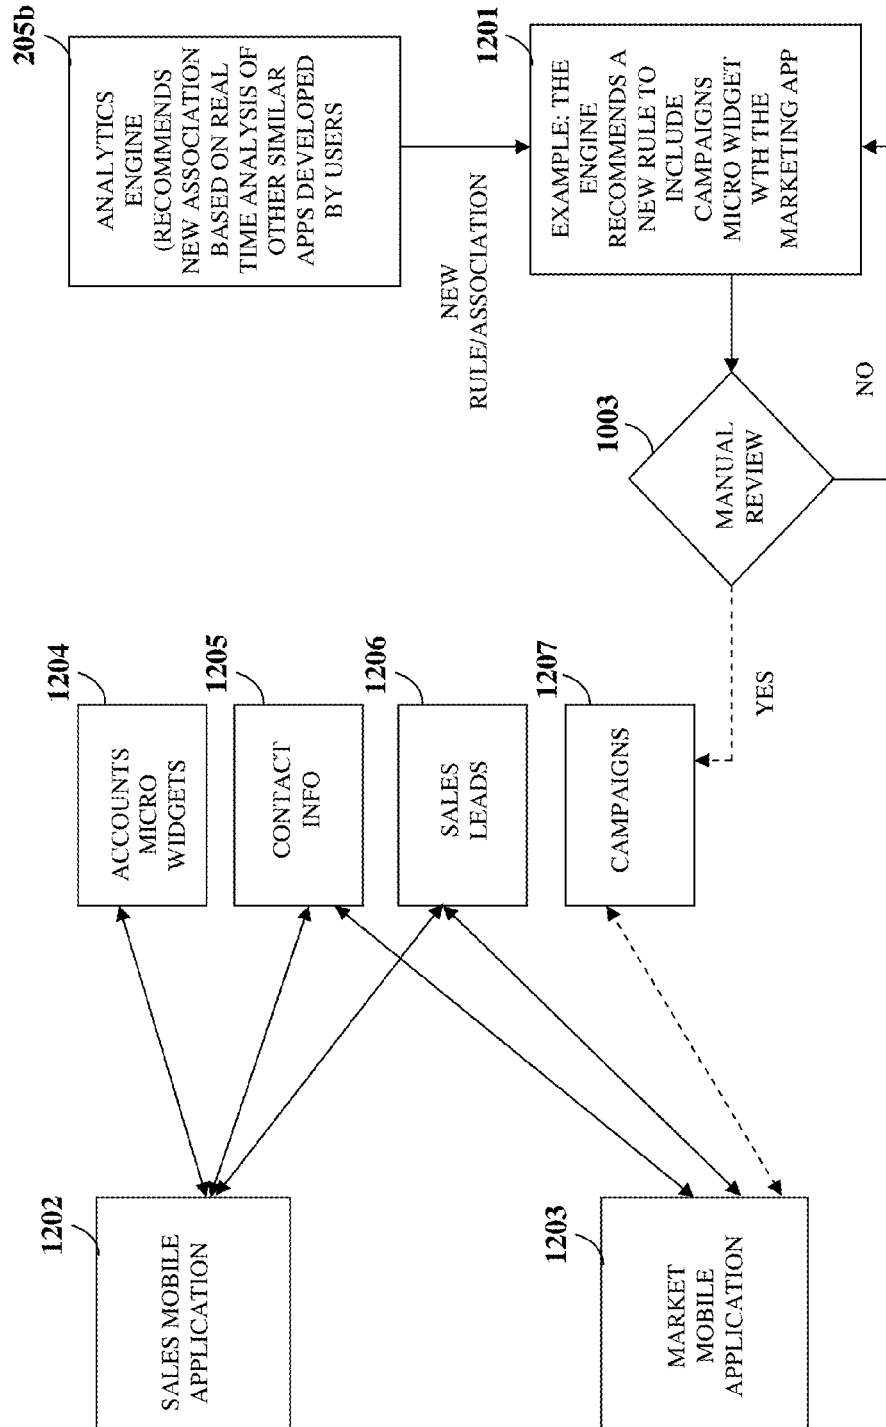 1202
SALES MOBILE
APPLICATION
1203
MARKET
MOBILE
APPLICATION
1204
ACCOUNTS
MICRO
WIDGETS
1205
CONTACT
INFO
1206
SALES
LEADS
1207
CAMPAIGNS
YES
1003
MANUAL
REVIEW
NO
205b
ANALYTICS
ENGINE
(RECOMMENDS
NEW ASSOCIATION
BASED ON REAL
TIME ANALYSIS OF
OTHER SIMILAR
APPS DEVELOPED
BY USERS
NEW
RULE/ASSOCIATION
1201
EXAMPLE: THE
ENGINE
RECOMMENDS A
NEW RULE TO
INCLUDE
CAMPAIGNS
MICRO WIDGET
WTH THE
MARKETING APP